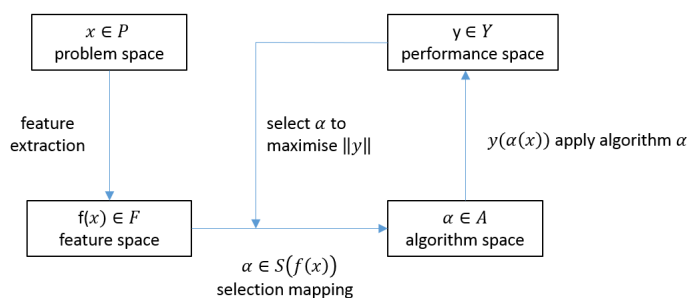 x ∈ P
problem space
y ∈ Y
performance space
feature
extraction
select α to
maximise ‖y‖
y(α(x)) apply algorithm α
f(x) ∈ F
feature space
α ∈ A
algorithm space
α ∈ S(f(x))
selection mapping